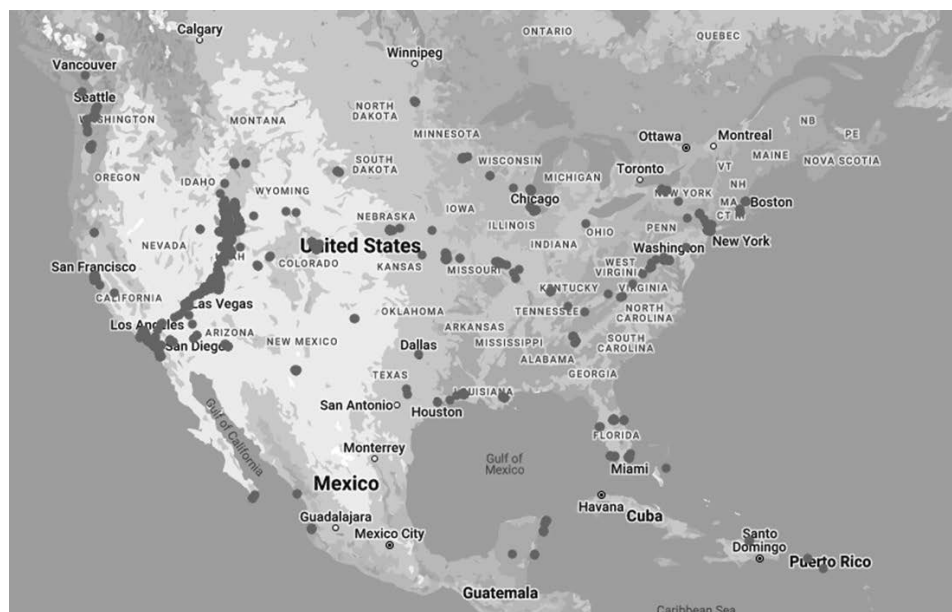 Calgary
ONTARIO
QUEBEC
Vancouver
Winnipeg
Seattle
WASHINGTON
NORTH
DAKOTA
MONTANA
MINNESOTA
Ottawa
Montreal
NB
PE
MAINE
NOVA SCOTIA
OREGON
IDAHO
SOUTH
DAKOTA
WISCONSIN
MICHIGAN
Toronto
VT
NH
WYOMING
NEW YORK
MA
Boston
CT RI
Chicago
IOWA
NEBRASKA
ILLINOIS
OHIO
PENN
New York
NEVADA
UTAH
United States
INDIANA
Washington
San Francisco
COLORADO
KANSAS
MISSOURI
WEST
VIRGINIA
CALIFORNIA
KENTUCKY
VIRGINIA
Las Vegas
OKLAHOMA
TENNESSEE
NORTH
CAROLINA
Los Angeles
ARIZONA
ARKANSAS
San Diego
NEW MEXICO
Dallas
MISSISSIPPI
SOUTH
CAROLINA
ALABAMA
TEXAS
GEORGIA
LOUISIANA
San Antonio
Houston
Gulf of California
FLORIDA
Monterrey
Gulf of
Mexico
Miami
Mexico
Havana
Cuba
Guadalajara
Mexico City
Santo
Domingo
Puerto Rico
Guatemala
Caribbean Sea